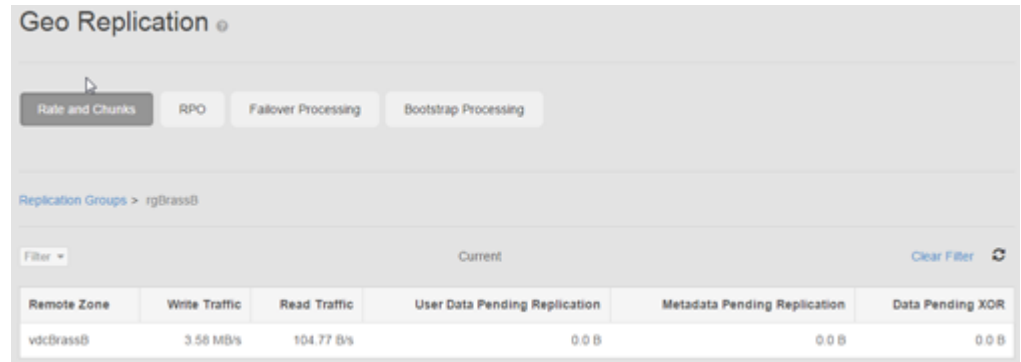 Geo Replication
Rate and Chunks RPO Failover Processing Bootstrap Processing
Replication Groups > rgBrassB
Filter Current Clear Filter
Remote Zone Write Traffic Read Traffic User Data Pending Replication Metadata Pending Replication Data Pending XOR
vdcBrassB 3.58 MB/s 104.77 B/s 0.0 B 0.0 B 0.0 B